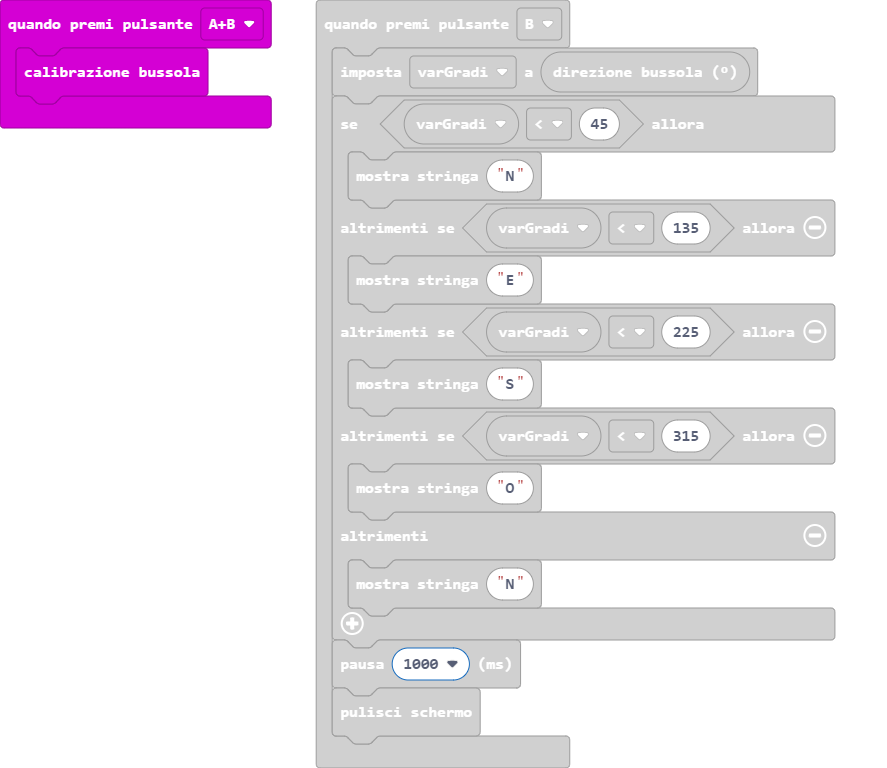 quando premi pulsante A+B
calibrazione bussola
quando premi pulsante B
imposta varGradi a direzione bussola (°)
se varGradi < 45 allora
mostra stringa "N"
altrimenti se varGradi < 135 allora
mostra stringa "E"
altrimenti se varGradi < 225 allora
mostra stringa "S"
altrimenti se varGradi < 315 allora
mostra stringa "O"
altrimenti
mostra stringa "N"
pausa 1000 (ms)
pulisci schermo